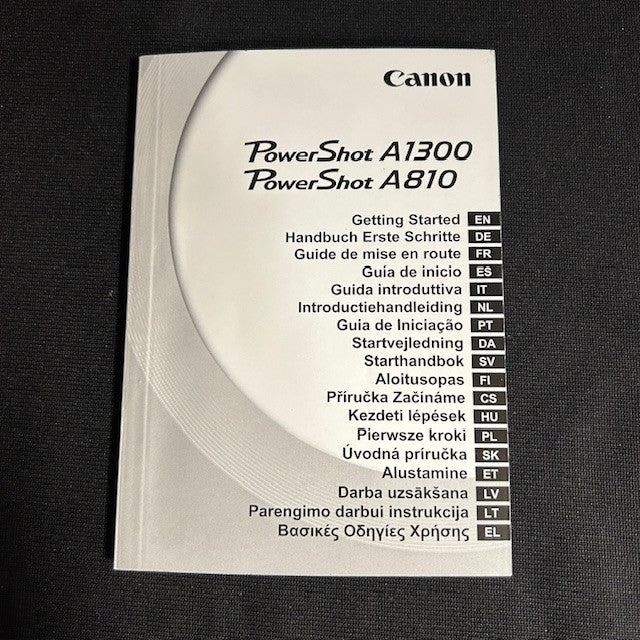 Canon
PowerShot A1300
PowerShot A810
Getting Started EN
Handbuch Erste Schritte DE
Guide de mise en route FR
Guía de inicio ES
Guida introduttiva IT
Introductiehandleiding NL
Guia de Iniciação PT
Startvejledning DA
Starthandbok SV
Aloitusopas FI
Příručka Začínáme CS
Kezdeti lépések HU
Pierwsze kroki PL
Úvodná príručka SK
Alustamine ET
Darba uzsākšana LV
Parengimo darbui instrukcija LT
Βασικές Οδηγίες Χρήσης EL